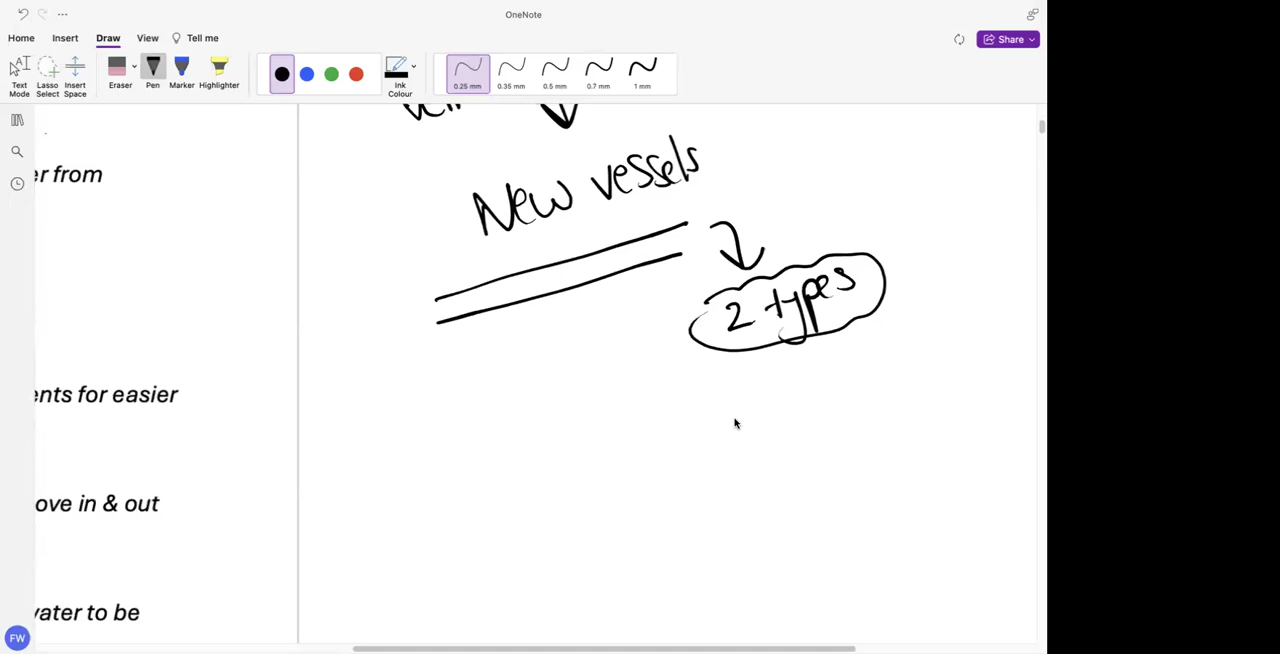 OneNote
Home Insert Draw View Tell me
Share
Text Mode
Lasso Select
Insert Space
Eraser
Pen
Marker
Highlighter
Ink Colour
0.25 mm
0.35 mm
0.5 mm
0.7 mm
1 mm
er from
New vessels
2 types
ents for easier
ove in & out
vater to be
FW